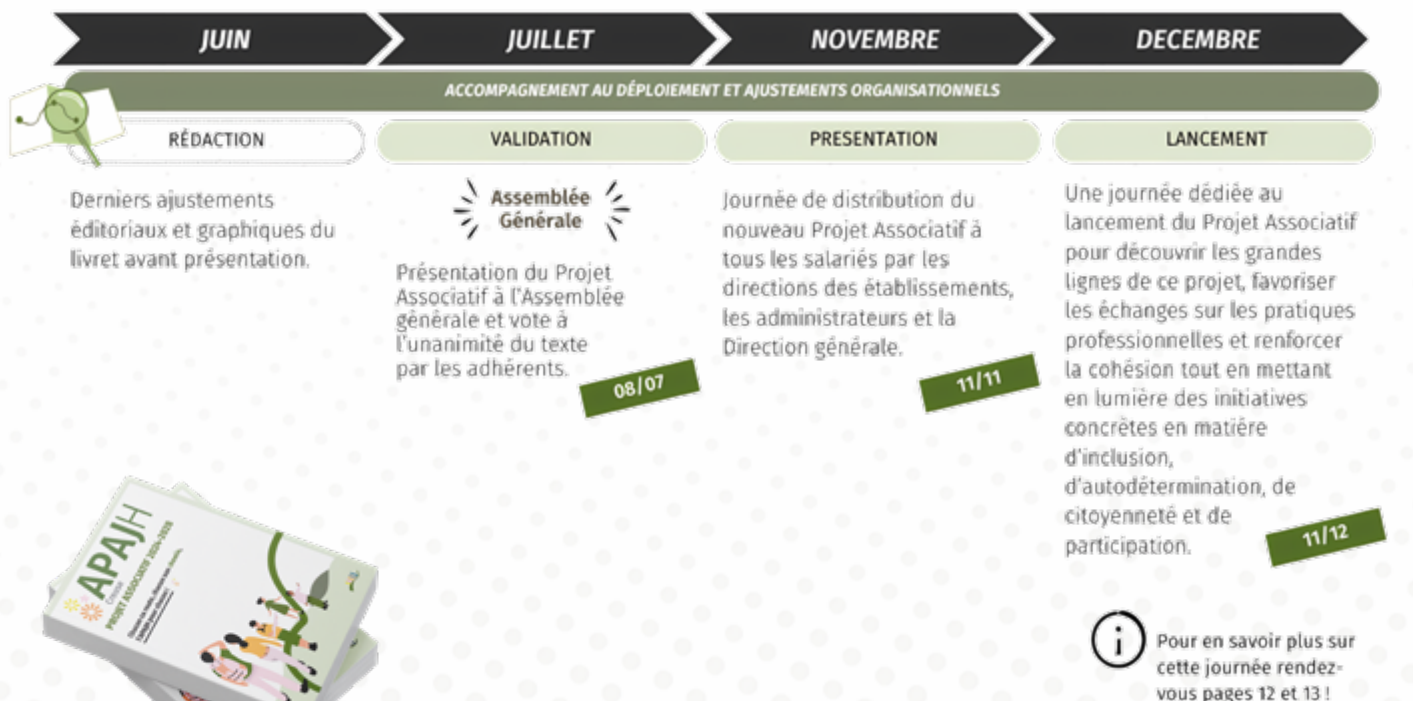 JUIN
JUILLET
NOVEMBRE
DECEMBRE
ACCOMPAGNEMENT AU DÉPLOIEMENT ET AJUSTEMENTS ORGANISATIONNELS
RÉDACTION
VALIDATION
PRESENTATION
LANCEMENT
Derniers ajustements
éditoriaux et graphiques du
livret avant présentation.
Assemblée
Générale
Présentation du Projet
Associatif à l'Assemblée
générale et vote à
l'unanimité du texte
par les adhérents.
08/07
Journée de distribution du
nouveau Projet Associatif à
tous les salariés par les
directions des établissements,
les administrateurs et la
Direction générale.
11/11
Une journée dédiée au
lancement du Projet Associatif
pour découvrir les grandes
lignes de ce projet, favoriser
les échanges sur les pratiques
professionnelles et renforcer
la cohésion tout en mettant
en lumière des initiatives
concrètes en matière
d'inclusion,
d'autodétermination, de
citoyenneté et de
participation.
11/12
Pour en savoir plus sur
cette journée rendez-
vous pages 12 et 13 !
APAJH
PROJET ASSOCIATIF